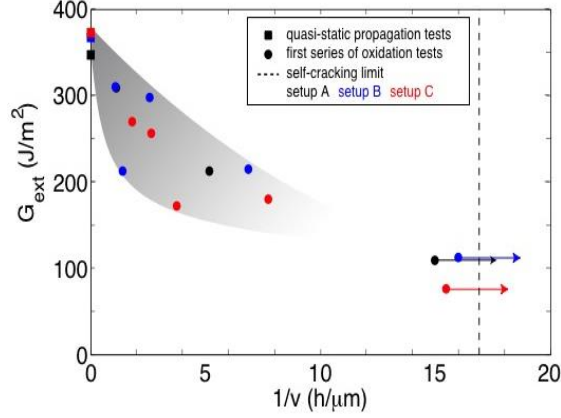 400
300
200
100
0
G_ext (J/m²)
quasi-static propagation tests
first series of oxidation tests
self-cracking limit
setup A setup B setup C
0 5 10 15 20
1/v (h/μm)